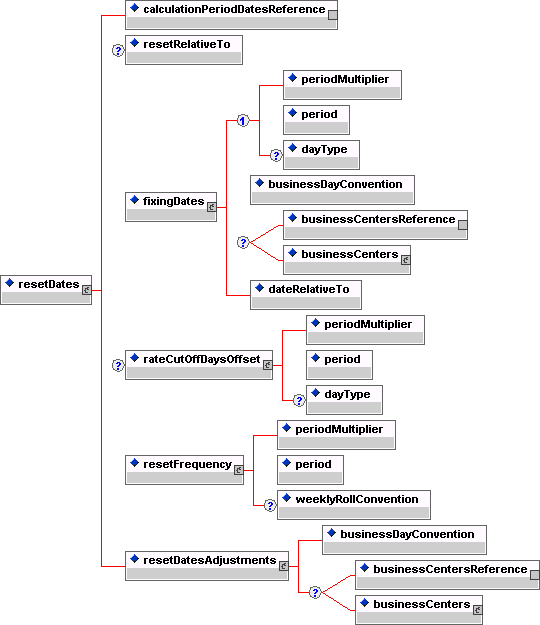 calculationPeriodDatesReference
? resetRelativeTo
periodMultiplier
1
period
? dayType
fixingDates
businessDayConvention
businessCentersReference
?
businessCenters
dateRelativeTo
resetDates
periodMultiplier
? rateCutOffDaysOffset
period
? dayType
periodMultiplier
resetFrequency
period
? weeklyRollConvention
businessDayConvention
resetDatesAdjustments
businessCentersReference
?
businessCenters